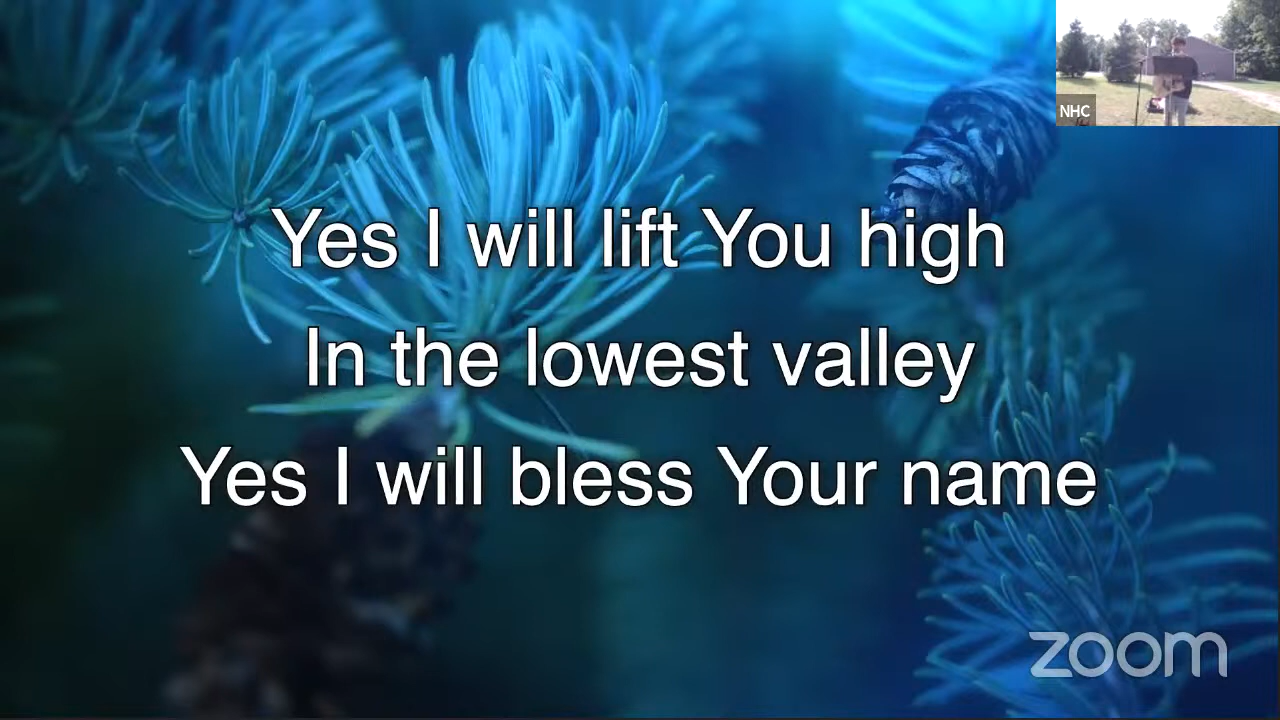 NHC
Yes I will lift You high
In the lowest valley
Yes I will bless Your name
zoom